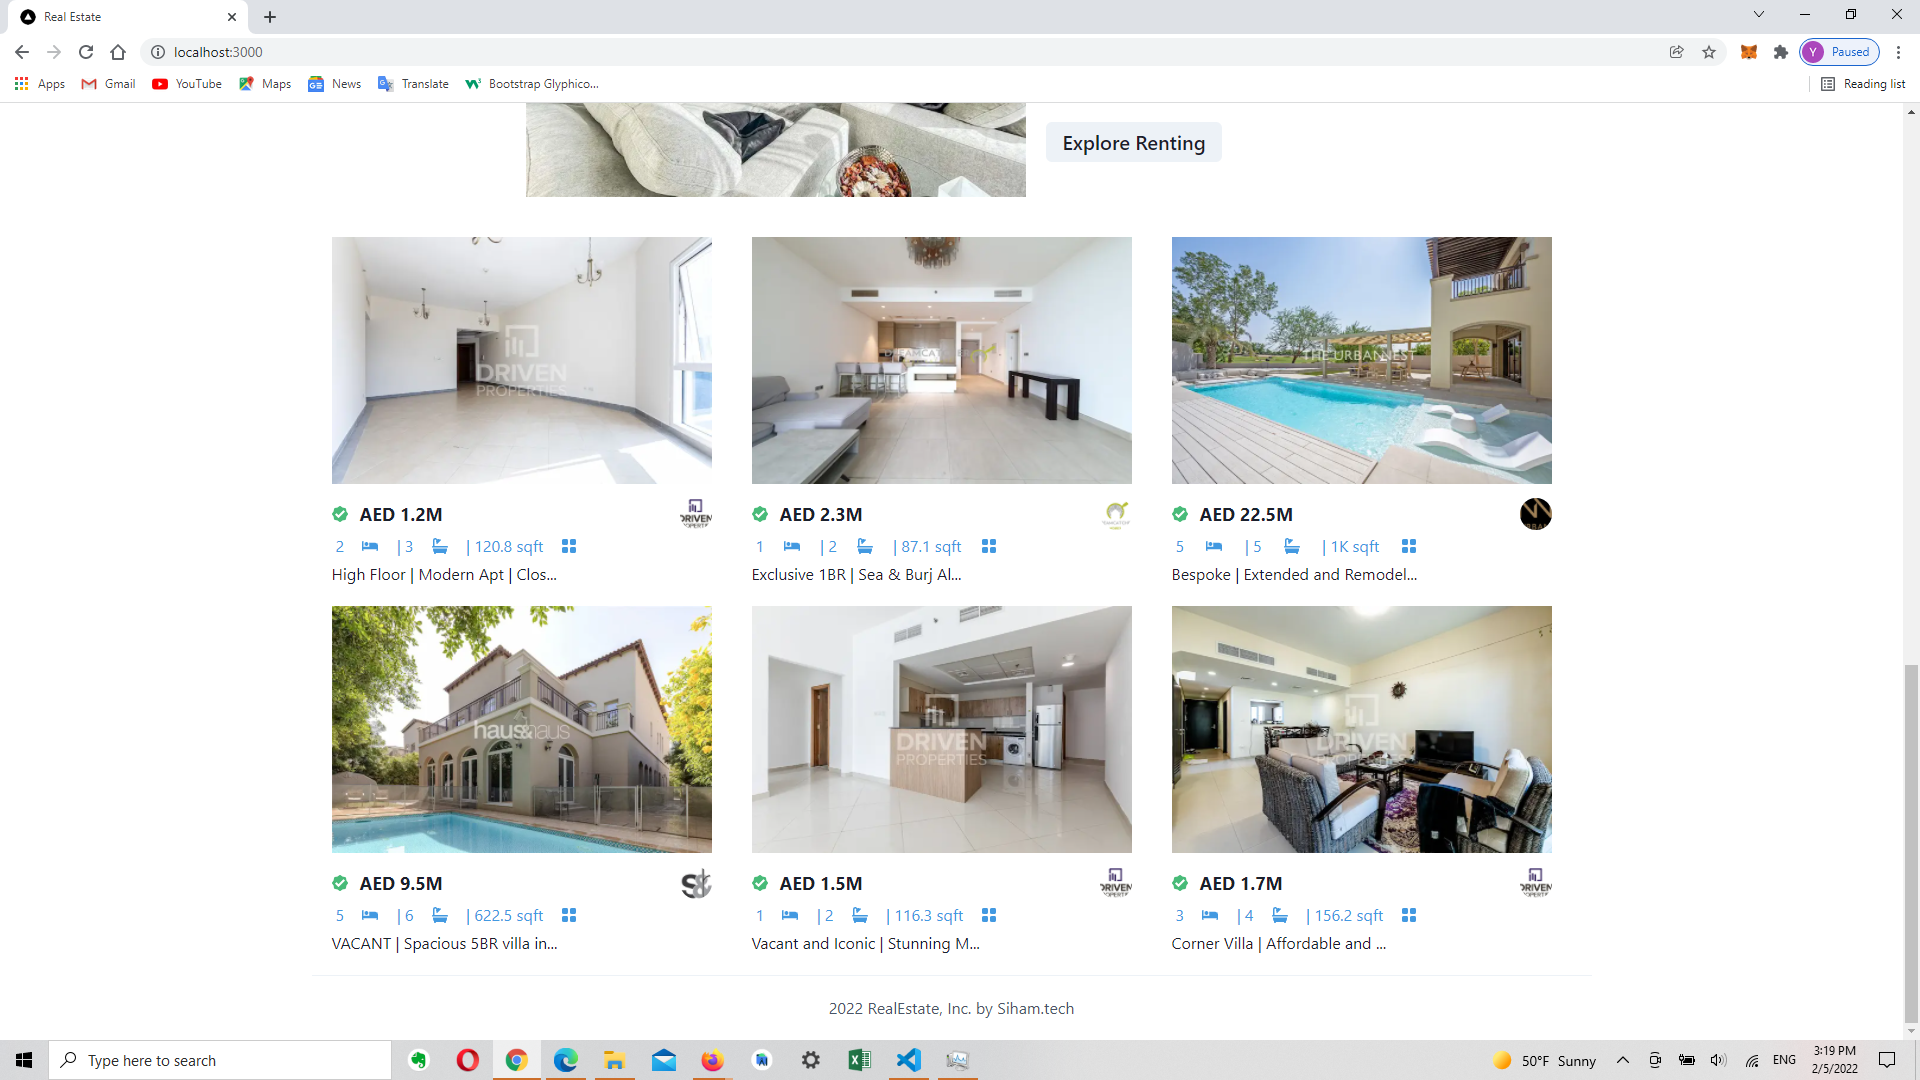 Real Estate
localhost:3000
Paused
Apps
Gmail
YouTube
Maps
News
Translate
Bootstrap Glyphico...
Reading list
Explore Renting
DRIVEN
PROPERTIES
THE URBANNEST
AED 1.2M
DRIVEN
AED 2.3M
AED 22.5M
2 | 3 | 120.8 sqft
1 | 2 | 87.1 sqft
5 | 5 | 1K sqft
High Floor | Modern Apt | Clos...
Exclusive 1BR | Sea & Burj Al...
Bespoke | Extended and Remodel...
haus&haus
DRIVEN
PROPERTIES
DRIVEN
AED 9.5M
AED 1.5M
DRIVEN
AED 1.7M
DRIVEN
5 | 6 | 622.5 sqft
1 | 2 | 116.3 sqft
3 | 4 | 156.2 sqft
VACANT | Spacious 5BR villa in...
Vacant and Iconic | Stunning M...
Corner Villa | Affordable and ...
2022 RealEstate, Inc. by Siham.tech
Type here to search
50°F Sunny
ENG
3:19 PM
2/5/2022